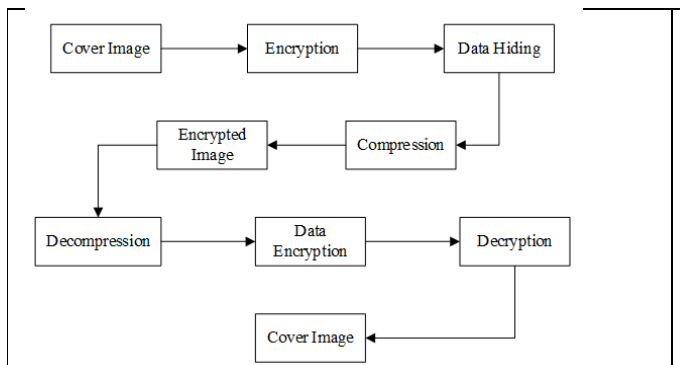 Cover Image
Encryption
Data Hiding
Encrypted
Image
Compression
Decompression
Data
Encryption
Decryption
Cover Image